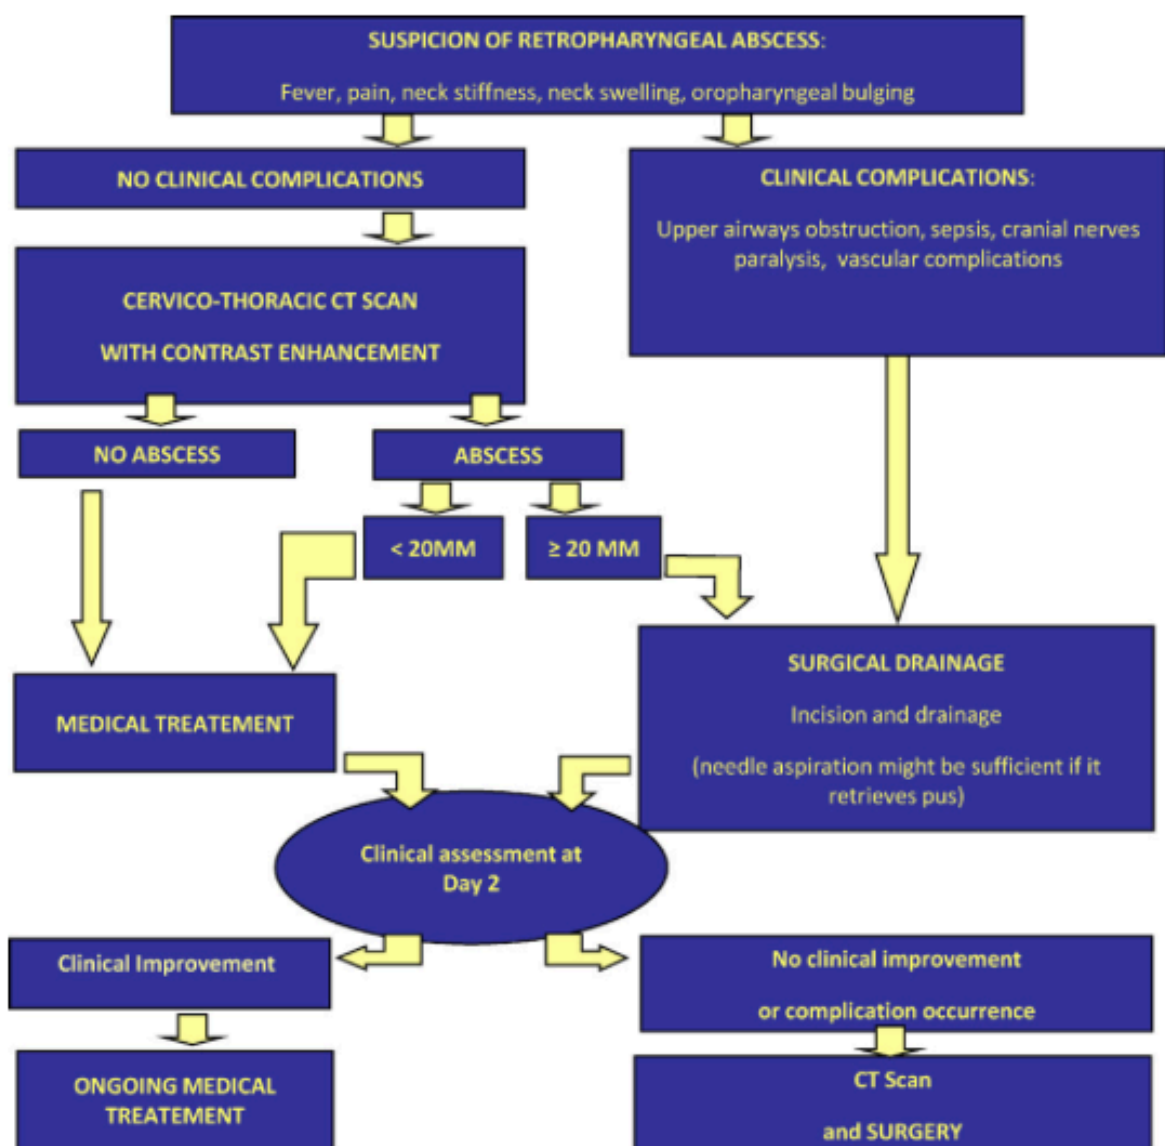 SUSPICION OF RETROPHARYNGEAL ABSCESS:
Fever, pain, neck stiffness, neck swelling, oropharyngeal bulging
NO CLINICAL COMPLICATIONS
CLINICAL COMPLICATIONS:
Upper airways obstruction, sepsis, cranial nerves
paralysis, vascular complications
CERVICO-THORACIC CT SCAN
WITH CONTRAST ENHANCEMENT
NO ABSCESS
ABSCESS
< 20MM
≥ 20 MM
MEDICAL TREATEMENT
SURGICAL DRAINAGE
Incision and drainage
(needle aspiration might be sufficient if it
retrieves pus)
Clinical assessment at
Day 2
Clinical Improvement
No clinical improvement
or complication occurrence
ONGOING MEDICAL
TREATEMENT
CT Scan
and SURGERY